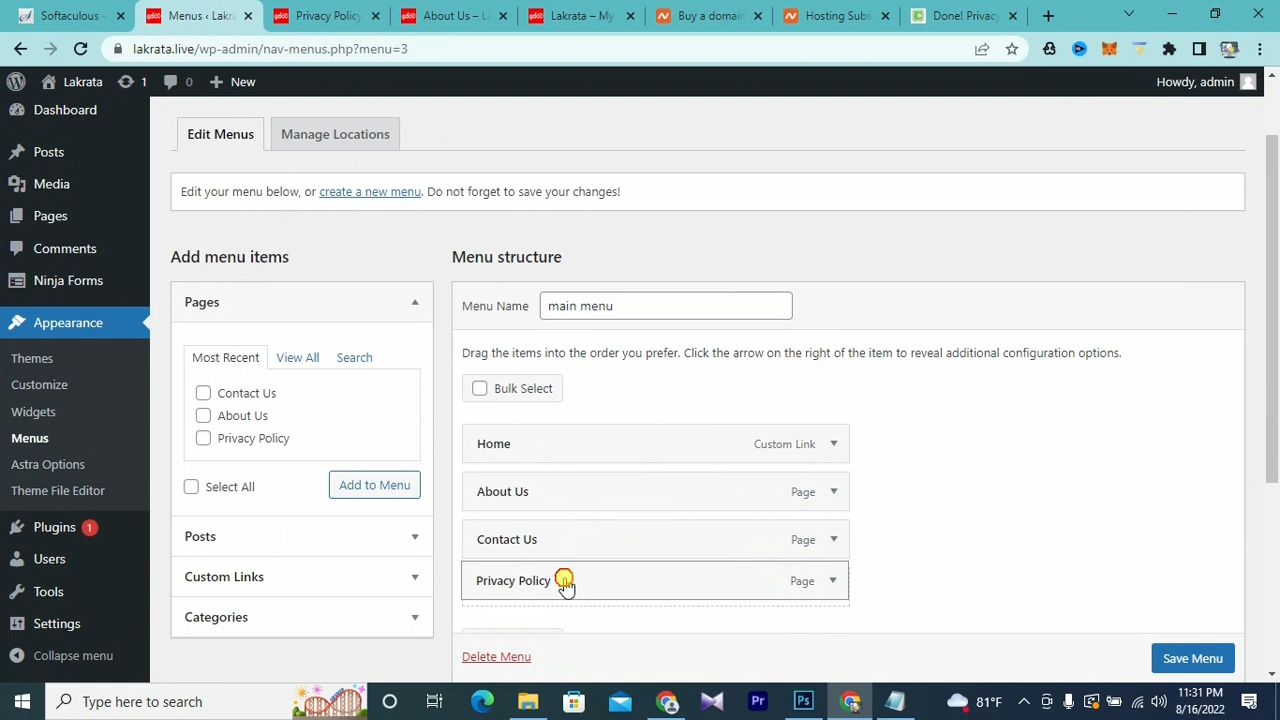 Softaculous -
Menus ‹ Lakra
Privacy Policy
About Us – La
Lakrata – My
Buy a domain
Hosting Subs
Done! Privac
lakrata.live/wp-admin/nav-menus.php?menu=3
Lakrata
1
0
New
Howdy, admin
Dashboard
Posts
Media
Pages
Comments
Ninja Forms
Appearance
Themes
Customize
Widgets
Menus
Astra Options
Theme File Editor
Plugins 1
Users
Tools
Settings
Collapse menu
Edit Menus
Manage Locations
Edit your menu below, or create a new menu. Do not forget to save your changes!
Add menu items
Pages
Most Recent
View All
Search
Contact Us
About Us
Privacy Policy
Select All
Add to Menu
Posts
Custom Links
Categories
Menu structure
Menu Name
main menu
Drag the items into the order you prefer. Click the arrow on the right of the item to reveal additional configuration options.
Bulk Select
Home
Custom Link
About Us
Page
Contact Us
Page
Privacy Policy
Page
Delete Menu
Save Menu
Type here to search
Pr
Ps
81°F
11:31 PM
8/16/2022